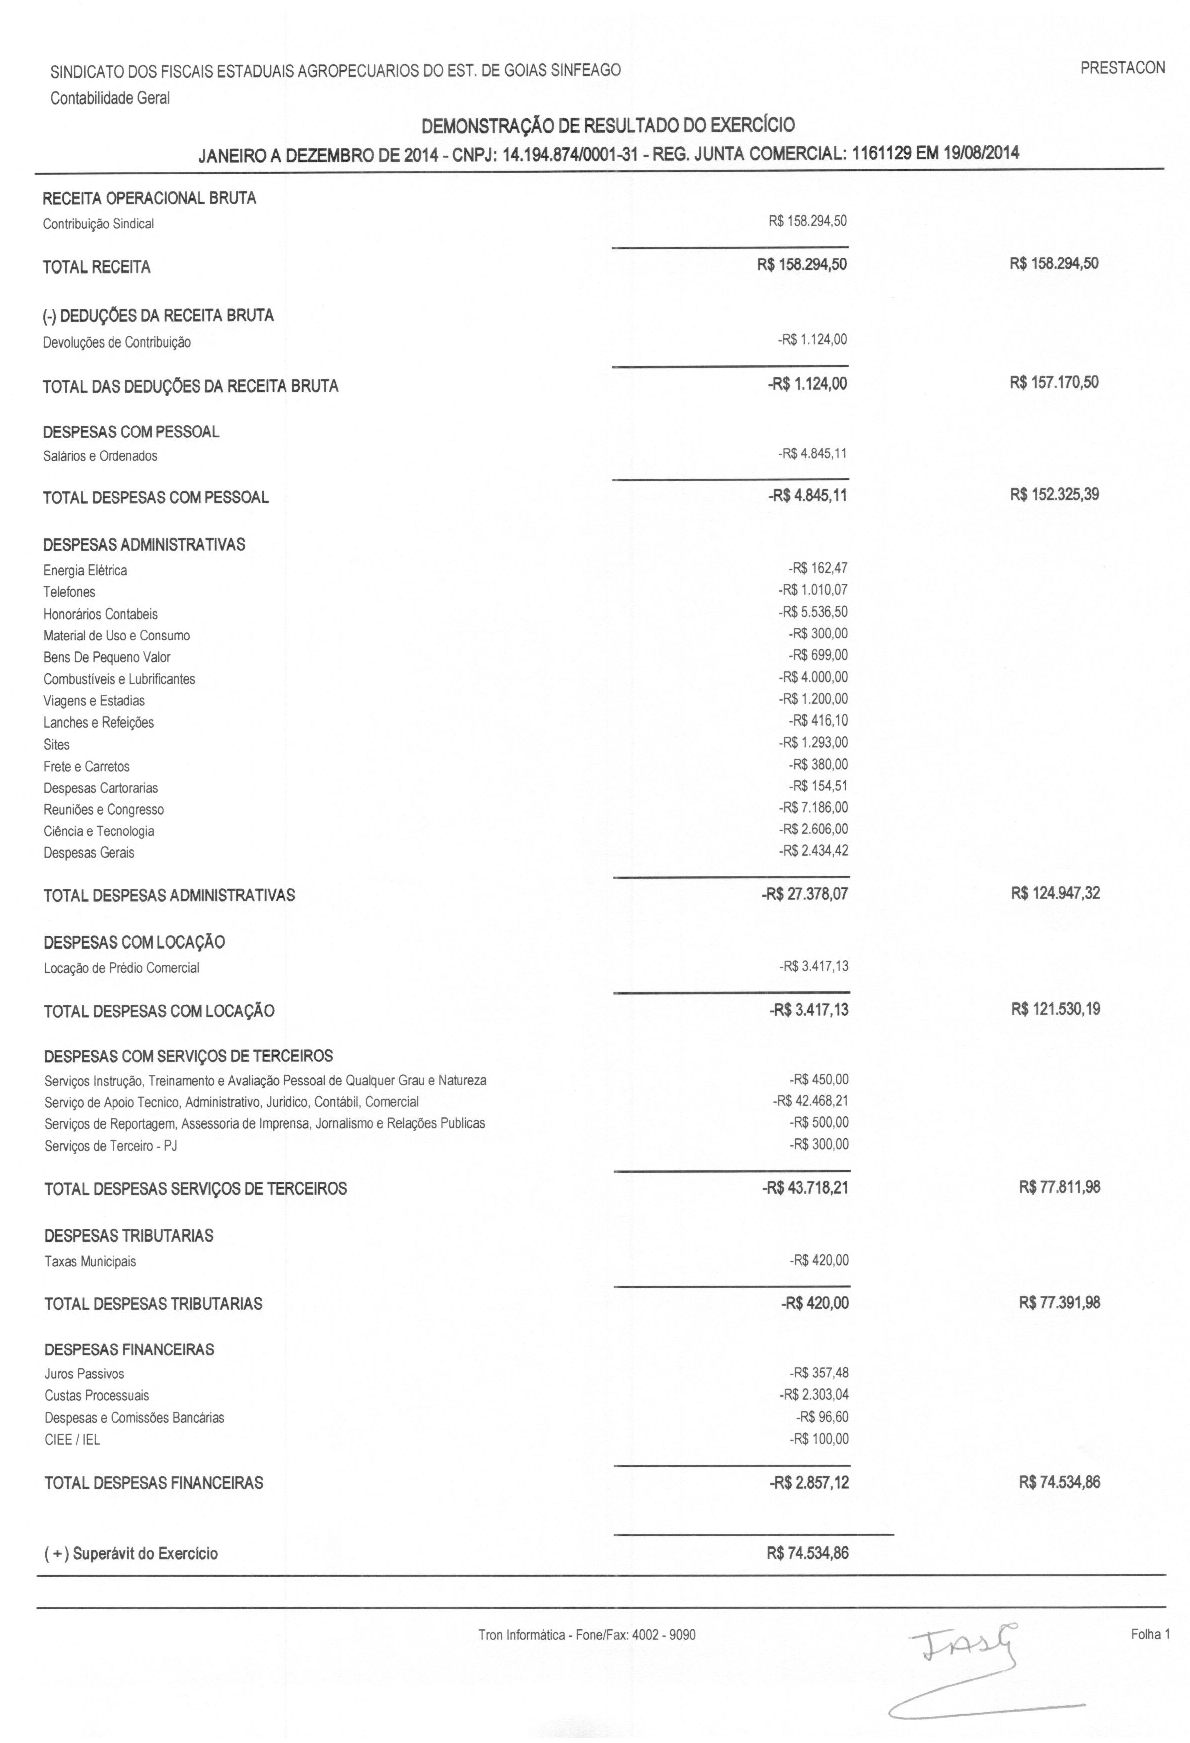 SINDICATO DOS FISCAIS ESTADUAIS AGROPECUARIOS DO EST. DE GOIAS SINFEAGO PRESTACON
Contabilidade Geral
DEMONSTRAÇÃO DE RESULTADO DO EXERCÍCIO
JANEIRO A DEZEMBRO DE 2014 - CNPJ: 14.194.874/0001-31 - REG. JUNTA COMERCIAL: 1161129 EM 19/08/2014
RECEITA OPERACIONAL BRUTA
Contribuição Sindical R$ 158.294,50
TOTAL RECEITA R$ 158.294,50 R$ 158.294,50
(-) DEDUÇÕES DA RECEITA BRUTA
Devoluções de Contribuição -R$ 1.124,00
TOTAL DAS DEDUÇÕES DA RECEITA BRUTA -R$ 1.124,00 R$ 157.170,50
DESPESAS COM PESSOAL
Salários e Ordenados -R$ 4.845,11
TOTAL DESPESAS COM PESSOAL -R$ 4.845,11 R$ 152.325,39
DESPESAS ADMINISTRATIVAS
Energia Elétrica -R$ 162,47
Telefones -R$ 1.010,07
Honorários Contabeis -R$ 5.536,50
Material de Uso e Consumo -R$ 300,00
Bens De Pequeno Valor -R$ 699,00
Combustíveis e Lubrificantes -R$ 4.000,00
Viagens e Estadias -R$ 1.200,00
Lanches e Refeições -R$ 416,10
Sites -R$ 1.293,00
Frete e Carretos -R$ 380,00
Despesas Cartorarias -R$ 154,51
Reuniões e Congresso -R$ 7.186,00
Ciência e Tecnologia -R$ 2.606,00
Despesas Gerais -R$ 2.434,42
TOTAL DESPESAS ADMINISTRATIVAS -R$ 27.378,07 R$ 124.947,32
DESPESAS COM LOCAÇÃO
Locação de Prédio Comercial -R$ 3.417,13
TOTAL DESPESAS COM LOCAÇÃO -R$ 3.417,13 R$ 121.530,19
DESPESAS COM SERVIÇOS DE TERCEIROS
Serviços Instrução, Treinamento e Avaliação Pessoal de Qualquer Grau e Natureza -R$ 450,00
Serviço de Apoio Tecnico, Administrativo, Juridico, Contábil, Comercial -R$ 42.468,21
Serviços de Reportagem, Assessoria de Imprensa, Jornalismo e Relações Publicas -R$ 500,00
Serviços de Terceiro - PJ -R$ 300,00
TOTAL DESPESAS SERVIÇOS DE TERCEIROS -R$ 43.718,21 R$ 77.811,98
DESPESAS TRIBUTARIAS
Taxas Municipais -R$ 420,00
TOTAL DESPESAS TRIBUTARIAS -R$ 420,00 R$ 77.391,98
DESPESAS FINANCEIRAS
Juros Passivos -R$ 357,48
Custas Processuais -R$ 2.303,04
Despesas e Comissões Bancárias -R$ 96,60
CIEE / IEL -R$ 100,00
TOTAL DESPESAS FINANCEIRAS -R$ 2.857,12 R$ 74.534,86
( + ) Superávit do Exercício R$ 74.534,86
Tron Informática - Fone/Fax: 4002 - 9090 Folha 1